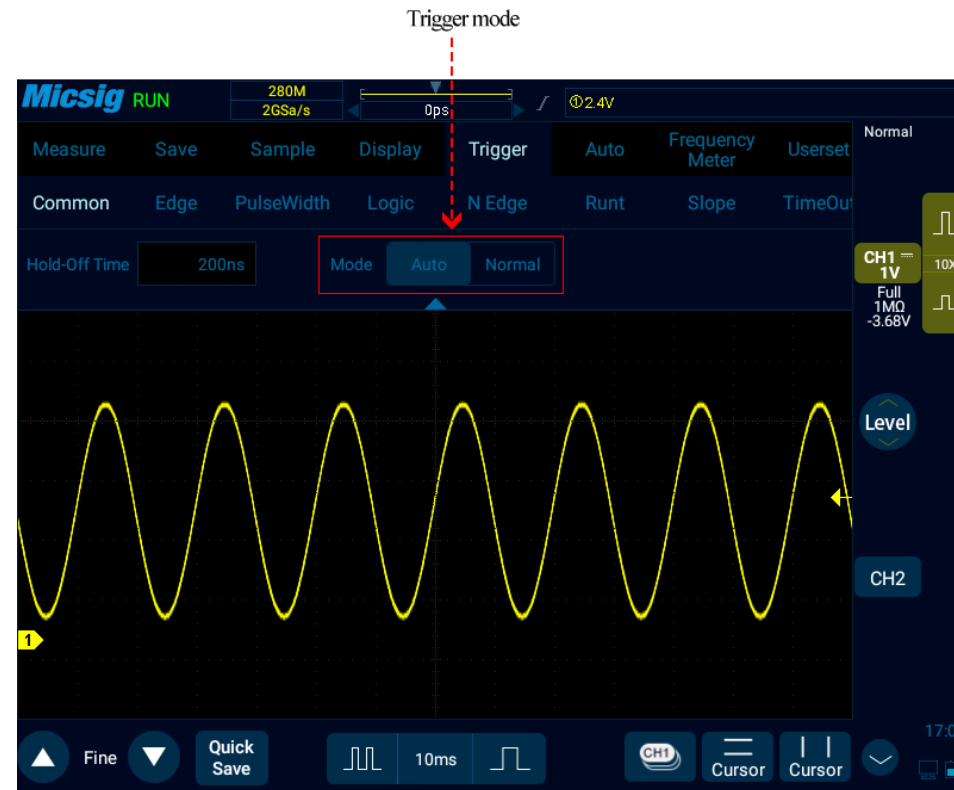 Trigger mode
Micsig RUN
280M
2GSa/s
0ps
①2.4V
Measure Save Sample Display Trigger Auto Frequency Meter Userset
Normal
Common Edge PulseWidth Logic N Edge Runt Slope TimeOut
Hold-Off Time 200ns Mode Auto Normal
CH1
1V
10X
Full
1MΩ
-3.68V
Level
CH2
1
Fine
Quick
Save
10ms
CH1
Cursor
Cursor
17:0